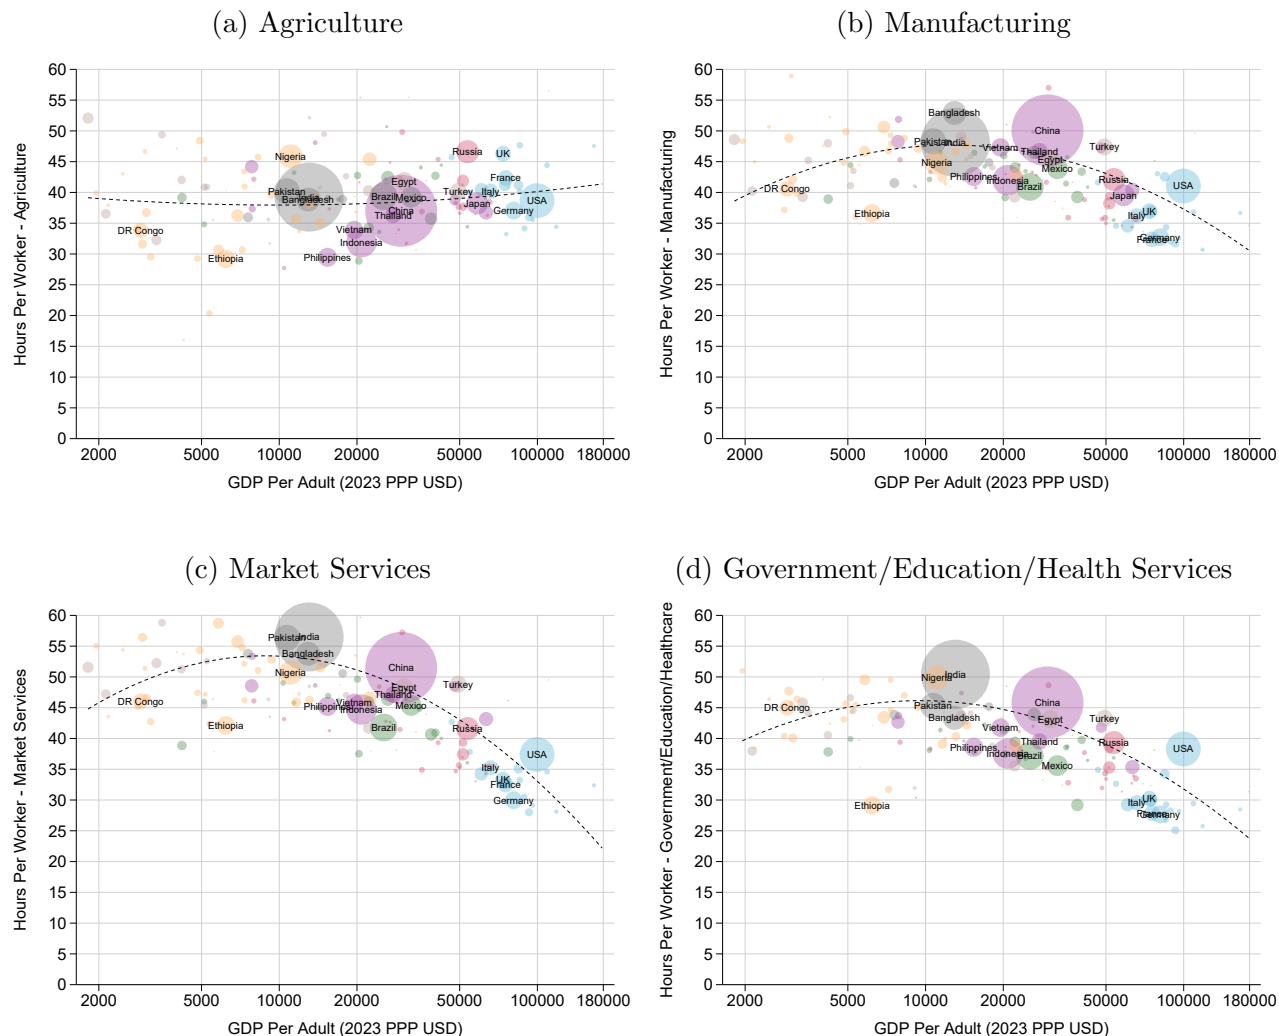 (a) Agriculture
60
55
50
45
40
35
30
25
20
15
10
5
0
2000
5000
10000
20000
50000
100000
180000
Hours Per Worker - Agriculture
GDP Per Adult (2023 PPP USD)
Nigeria
Pakistan
India
Bangladesh
DR Congo
Ethiopia
Egypt
Brazil
Mexico
China
Thailand
Vietnam
Indonesia
Philippines
Russia
UK
France
Turkey
Italy
Japan
Germany
USA
(b) Manufacturing
60
55
50
45
40
35
30
25
20
15
10
5
0
2000
5000
10000
20000
50000
100000
180000
Hours Per Worker - Manufacturing
GDP Per Adult (2023 PPP USD)
Bangladesh
Pakistan
India
Nigeria
DR Congo
Ethiopia
China
Vietnam
Thailand
Egypt
Mexico
Philippines
Indonesia
Brazil
Turkey
Russia
Japan
USA
Italy
UK
Germany
France
(c) Market Services
60
55
50
45
40
35
30
25
20
15
10
5
0
2000
5000
10000
20000
50000
100000
180000
Hours Per Worker - Market Services
GDP Per Adult (2023 PPP USD)
Pakistan
India
Bangladesh
Nigeria
DR Congo
Ethiopia
China
Egypt
Thailand
Philippines
Vietnam
Indonesia
Mexico
Brazil
Turkey
Russia
USA
Italy
UK
France
Germany
(d) Government/Education/Health Services
60
55
50
45
40
35
30
25
20
15
10
5
0
2000
5000
10000
20000
50000
100000
180000
Hours Per Worker - Government/Education/Healthcare
GDP Per Adult (2023 PPP USD)
Nigeria
India
DR Congo
Pakistan
Bangladesh
Ethiopia
China
Egypt
Vietnam
Thailand
Philippines
Indonesia
Brazil
Mexico
Turkey
Russia
USA
Italy
UK
France
Germany